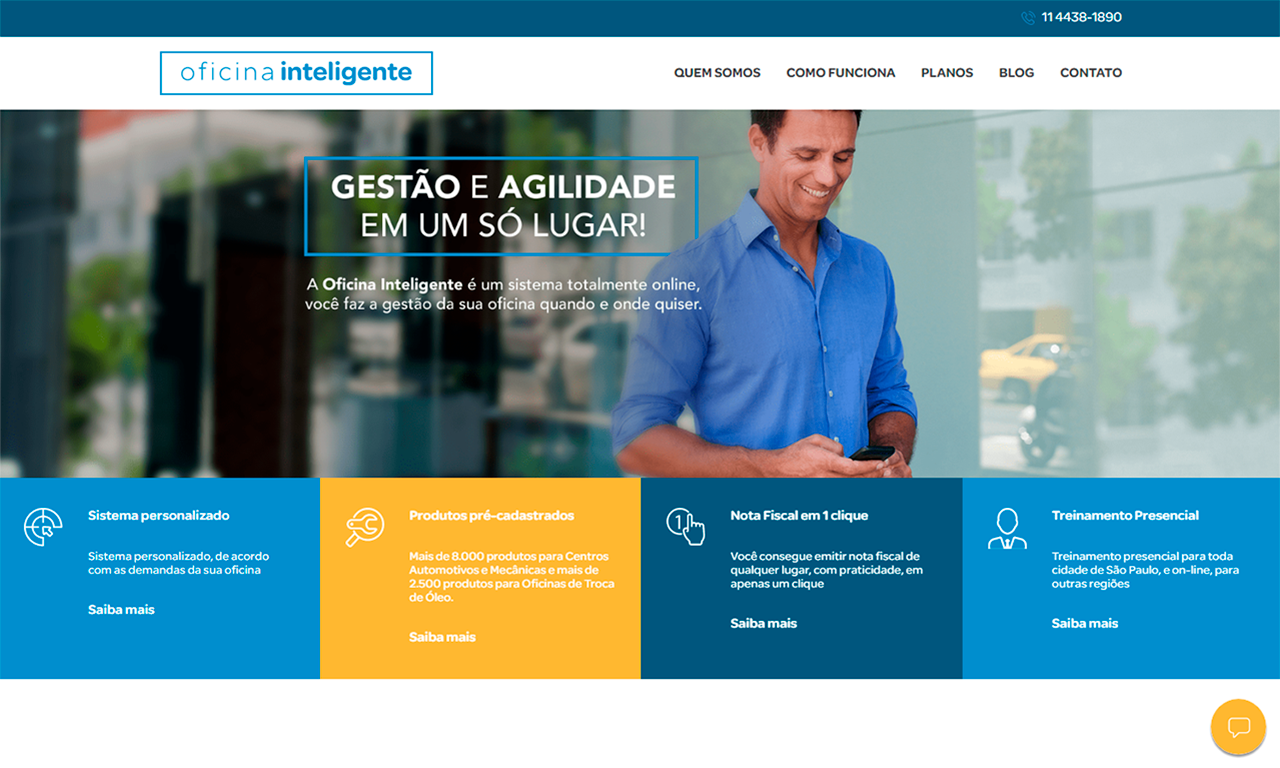 11 4438-1890
oficina inteligente
QUEM SOMOS COMO FUNCIONA PLANOS BLOG CONTATO
GESTÃO E AGILIDADE
EM UM SÓ LUGAR!
A Oficina Inteligente é um sistema totalmente online,
você faz a gestão da sua oficina quando e onde quiser.
Sistema personalizado
Sistema personalizado, de acordo
com as demandas da sua oficina
Saiba mais
Produtos pré-cadastrados
Mais de 8.000 produtos para Centros
Automotivos e Mecânicas e mais de
2.500 produtos para Oficinas de Troca
de Óleo.
Saiba mais
1
Nota Fiscal em 1 clique
Você consegue emitir nota fiscal de
qualquer lugar, com praticidade, em
apenas um clique
Saiba mais
Treinamento Presencial
Treinamento presencial para toda
cidade de São Paulo, e on-line, para
outras regiões
Saiba mais